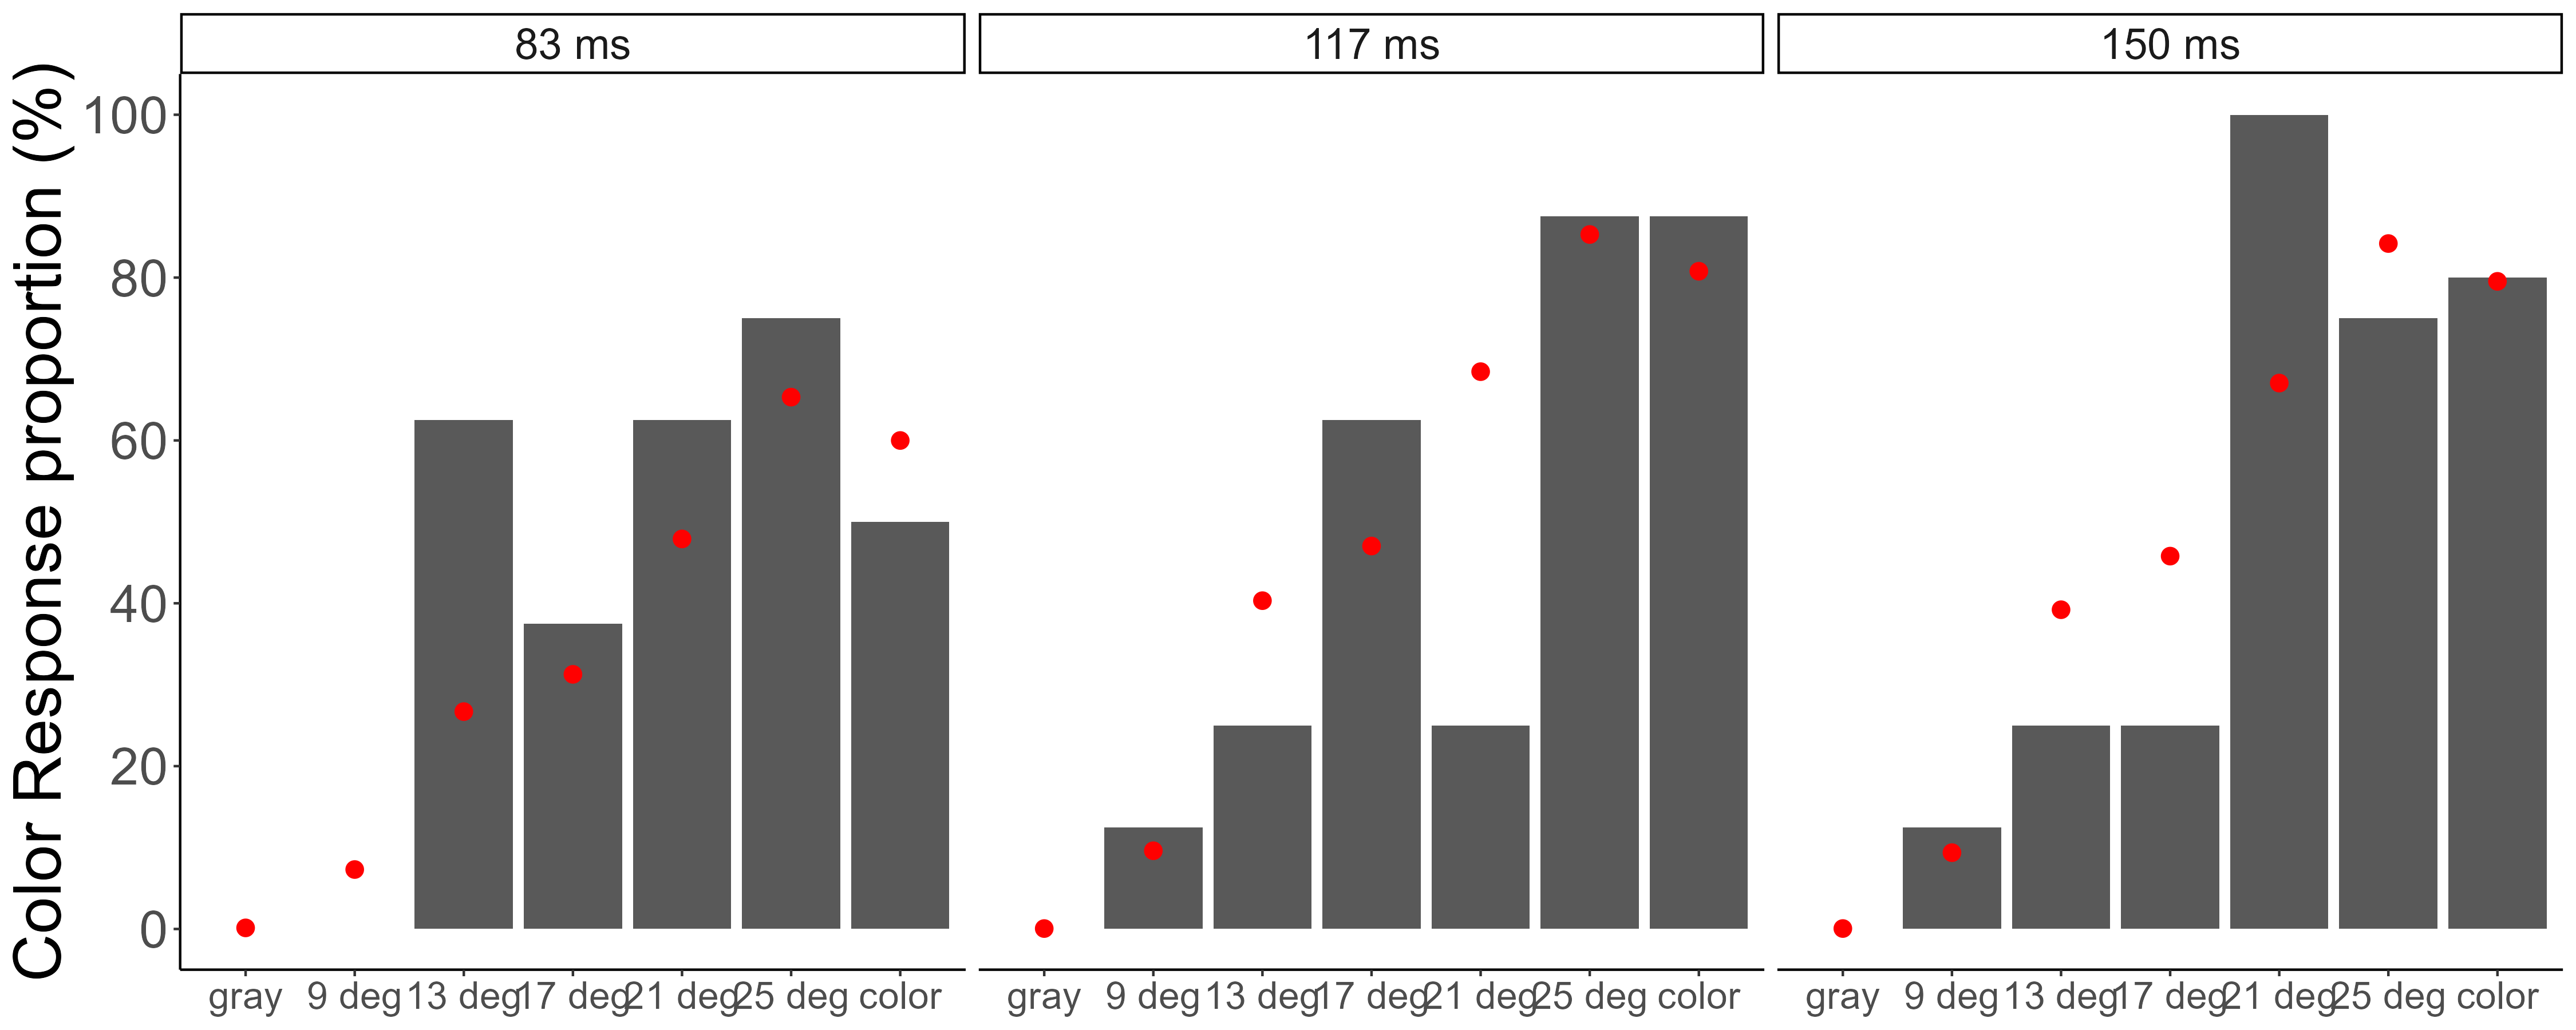 83 ms
117 ms
150 ms
Color Response proportion (%)
100
80
60
40
20
0
gray 9 deg 13 deg 17 deg 21 deg 25 deg color
gray 9 deg 13 deg 17 deg 21 deg 25 deg color
gray 9 deg 13 deg 17 deg 21 deg 25 deg color